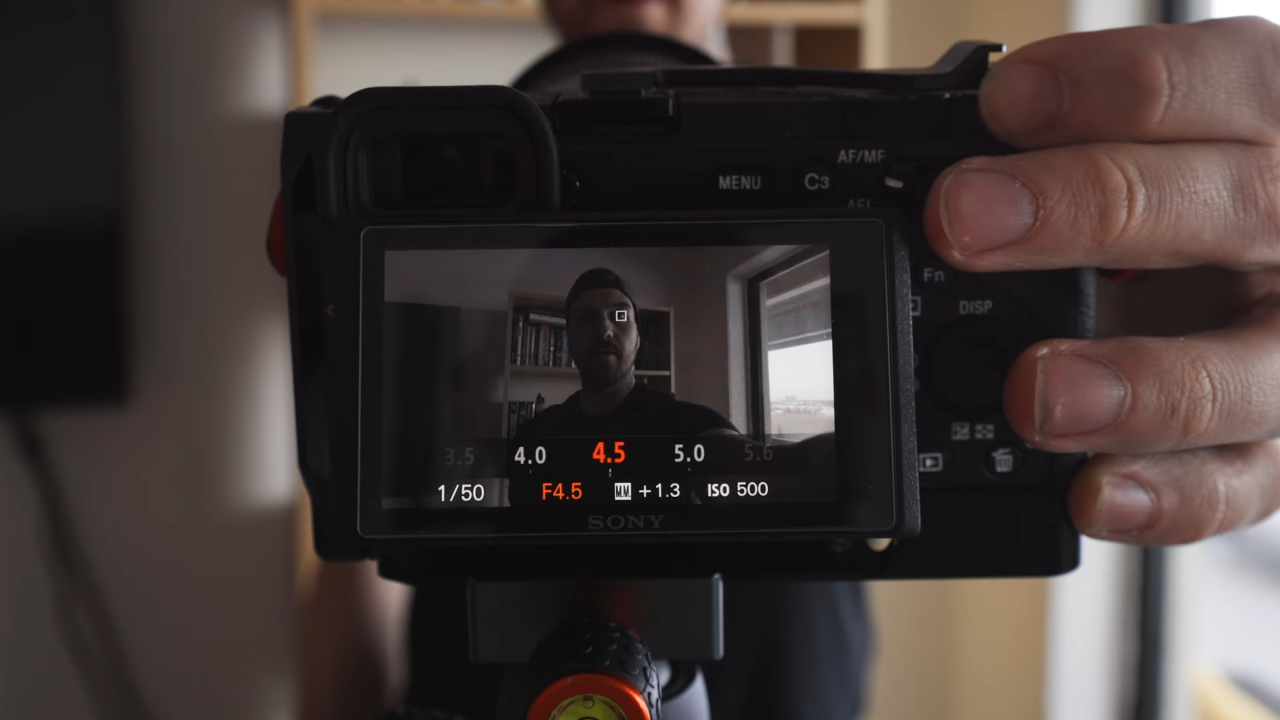 AF/MF
MENU C3
AEL
Fn
DISP
3.5 4.0 4.5 5.0 5.6
1/50 F4.5 M.M. +1.3 ISO 500
SONY